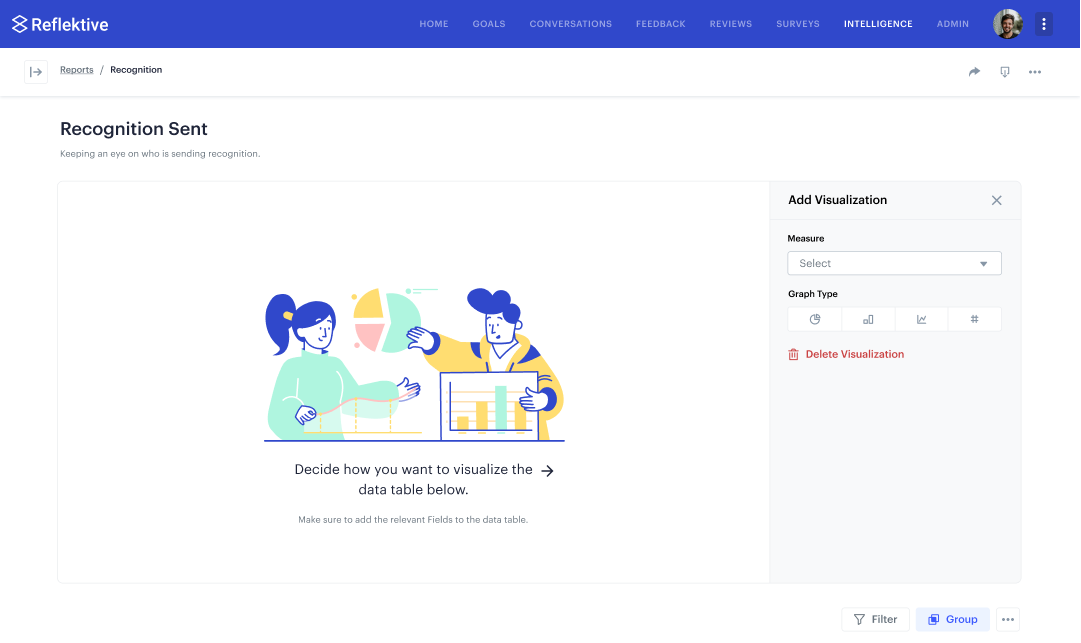 Reflektive
HOME GOALS CONVERSATIONS FEEDBACK REVIEWS SURVEYS INTELLIGENCE ADMIN
Reports / Recognition
Recognition Sent
Keeping an eye on who is sending recognition.
Add Visualization
Measure
Select
Graph Type
Delete Visualization
Decide how you want to visualize the →
data table below.
Make sure to add the relevant Fields to the data table.
Filter
Group